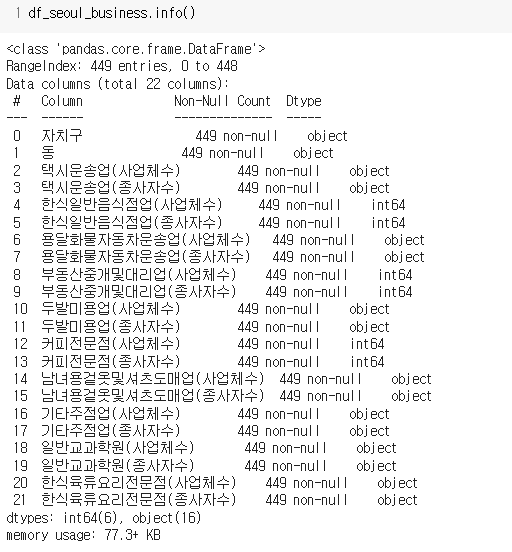 1 df_seoul_business.info()
<class 'pandas.core.frame.DataFrame'>
RangeIndex: 449 entries, 0 to 448
Data columns (total 22 columns):
# Column Non-Null Count Dtype
--- ------ -------------- -----
0 자치구 449 non-null object
1 동 449 non-null object
2 택시운송업(사업체수) 449 non-null object
3 택시운송업(종사자수) 449 non-null object
4 한식일반음식점업(사업체수) 449 non-null int64
5 한식일반음식점업(종사자수) 449 non-null int64
6 용달화물자동차운송업(사업체수) 449 non-null object
7 용달화물자동차운송업(종사자수) 449 non-null object
8 부동산중개및대리업(사업체수) 449 non-null int64
9 부동산중개및대리업(종사자수) 449 non-null int64
10 두발미용업(사업체수) 449 non-null object
11 두발미용업(종사자수) 449 non-null object
12 커피전문점(사업체수) 449 non-null int64
13 커피전문점(종사자수) 449 non-null int64
14 남녀용겉옷및셔츠도매업(사업체수) 449 non-null object
15 남녀용겉옷및셔츠도매업(종사자수) 449 non-null object
16 기타주점업(사업체수) 449 non-null object
17 기타주점업(종사자수) 449 non-null object
18 일반교과학원(사업체수) 449 non-null object
19 일반교과학원(종사자수) 449 non-null object
20 한식육류요리전문점(사업체수) 449 non-null object
21 한식육류요리전문점(종사자수) 449 non-null object
dtypes: int64(6), object(16)
memory usage: 77.3+ KB